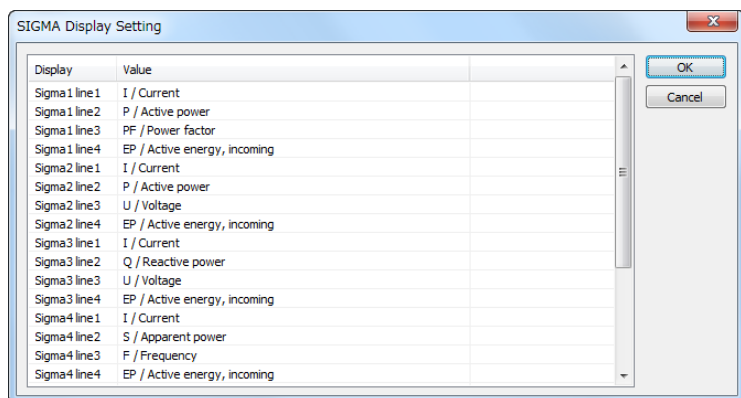 SIGMA Display Setting
Display Value
Sigma1 line1 I / Current
Sigma1 line2 P / Active power
Sigma1 line3 PF / Power factor
Sigma1 line4 EP / Active energy, incoming
Sigma2 line1 I / Current
Sigma2 line2 P / Active power
Sigma2 line3 U / Voltage
Sigma2 line4 EP / Active energy, incoming
Sigma3 line1 I / Current
Sigma3 line2 Q / Reactive power
Sigma3 line3 U / Voltage
Sigma3 line4 EP / Active energy, incoming
Sigma4 line1 I / Current
Sigma4 line2 S / Apparent power
Sigma4 line3 F / Frequency
Sigma4 line4 EP / Active energy, incoming
OK
Cancel